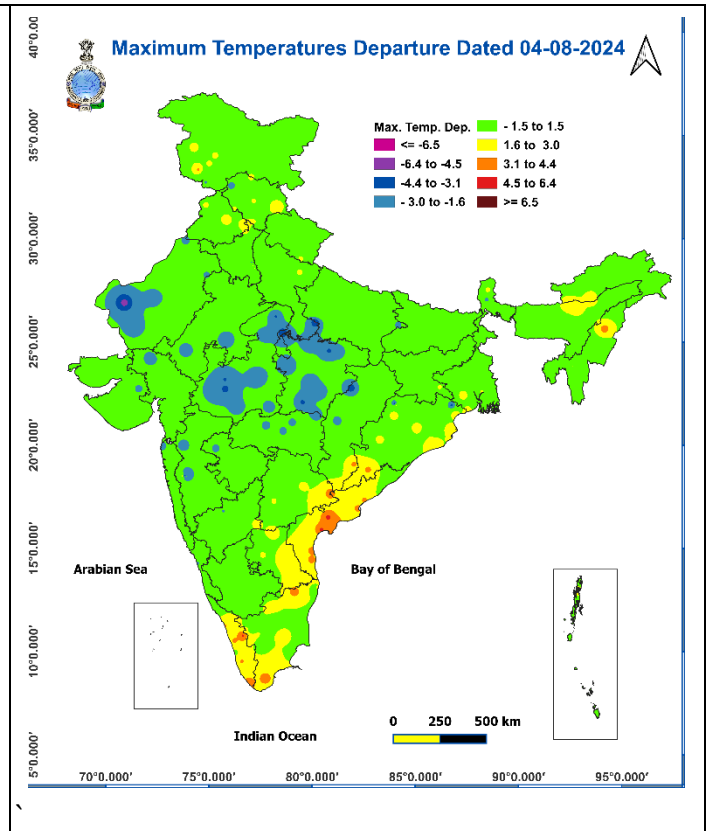 Maximum Temperatures Departure Dated 04-08-2024
Max. Temp. Dep.
<= -6.5
-6.4 to -4.5
-4.4 to -3.1
- 3.0 to -1.6
- 1.5 to 1.5
1.6 to 3.0
3.1 to 4.4
4.5 to 6.4
>= 6.5
40°0.00
35°0.000'
30°0.000'
25°0.000'
20°0.000'
15°0.000'
10°0.000'
5°0.000'
Arabian Sea
Bay of Bengal
Indian Ocean
0 250 500 km
70°0.000' 75°0.000' 80°0.000' 85°0.000' 90°0.000' 95°0.000'
`